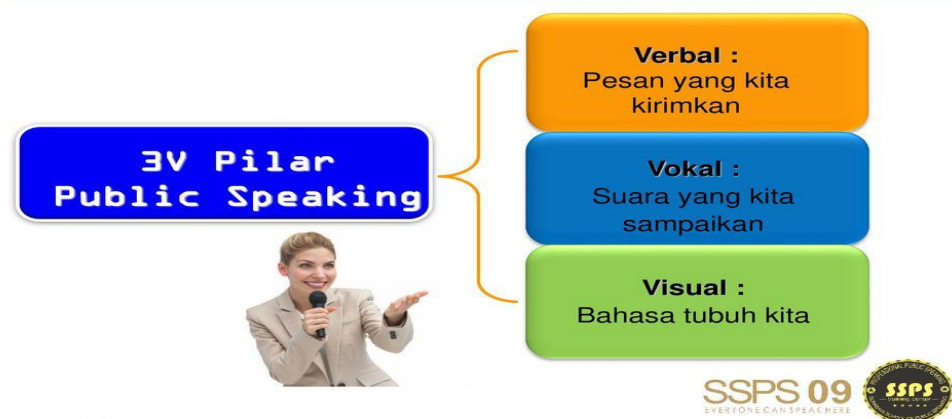 3V Pilar
Public Speaking
Verbal :
Pesan yang kita
kirimkan
Vokal :
Suara yang kita
sampaikan
Visual :
Bahasa tubuh kita
SSPS 09
EVERYONE CAN SPEAK HERE
SSPS